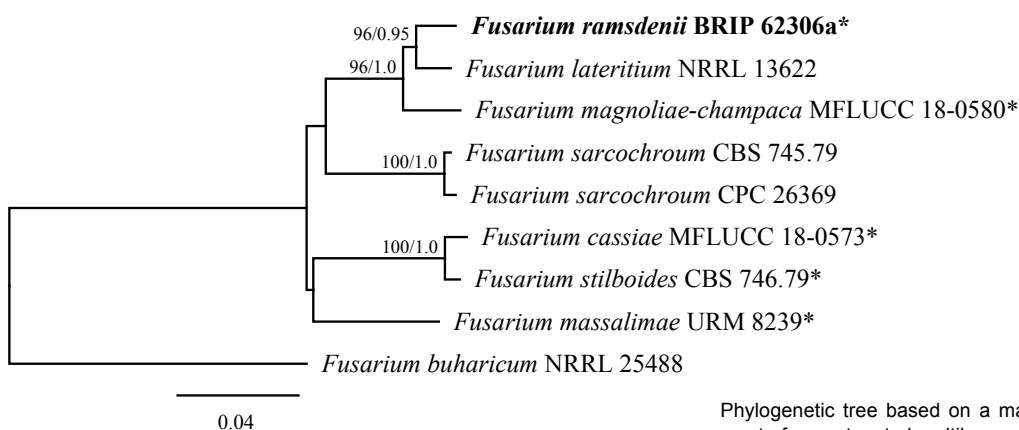 96/0.95
Fusarium ramsdenii BRIP 62306a*
96/1.0
Fusarium lateritium NRRL 13622
Fusarium magnoliae-champaca MFLUCC 18-0580*
100/1.0
Fusarium sarcochroum CBS 745.79
Fusarium sarcochroum CPC 26369
Fusarium cassiae MFLUCC 18-0573*
100/1.0
Fusarium stilboides CBS 746.79*
Fusarium massalimae URM 8239*
Fusarium buharicum NRRL 25488
0.04
Phylogenetic tree based on a